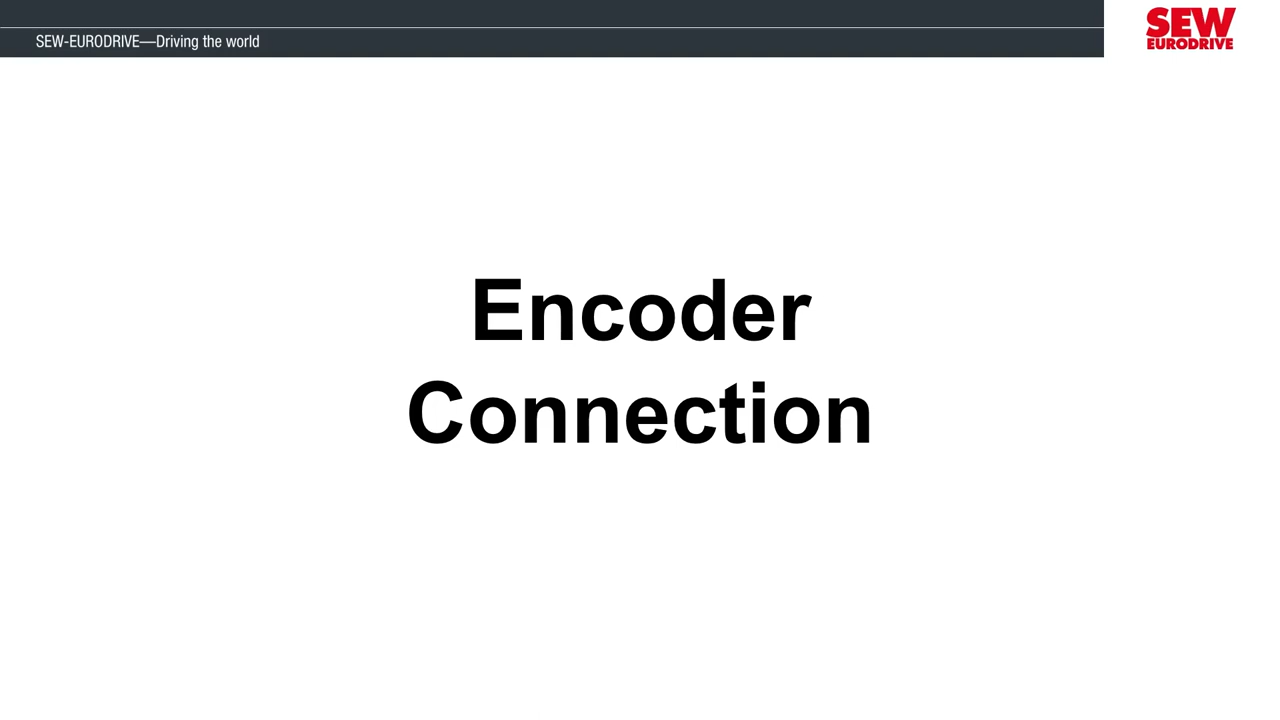 SEW-EURODRIVE—Driving the world
SEW
EURODRIVE
Encoder
Connection